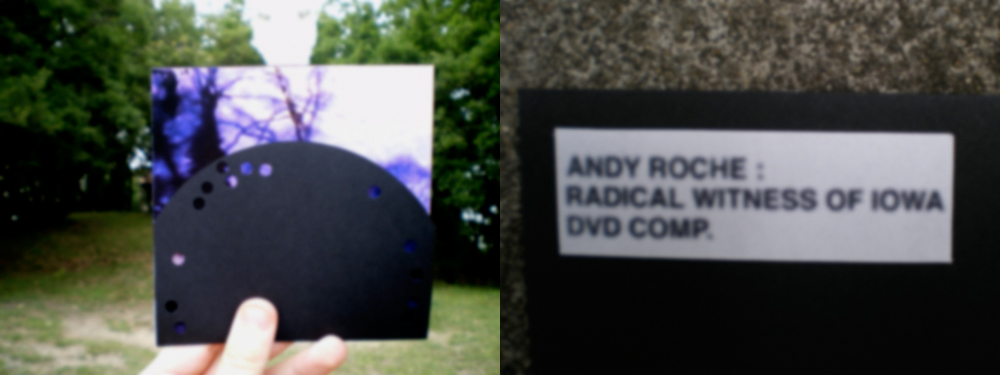 ANDY ROCHE :
RADICAL WITNESS OF IOWA
DVD COMP.